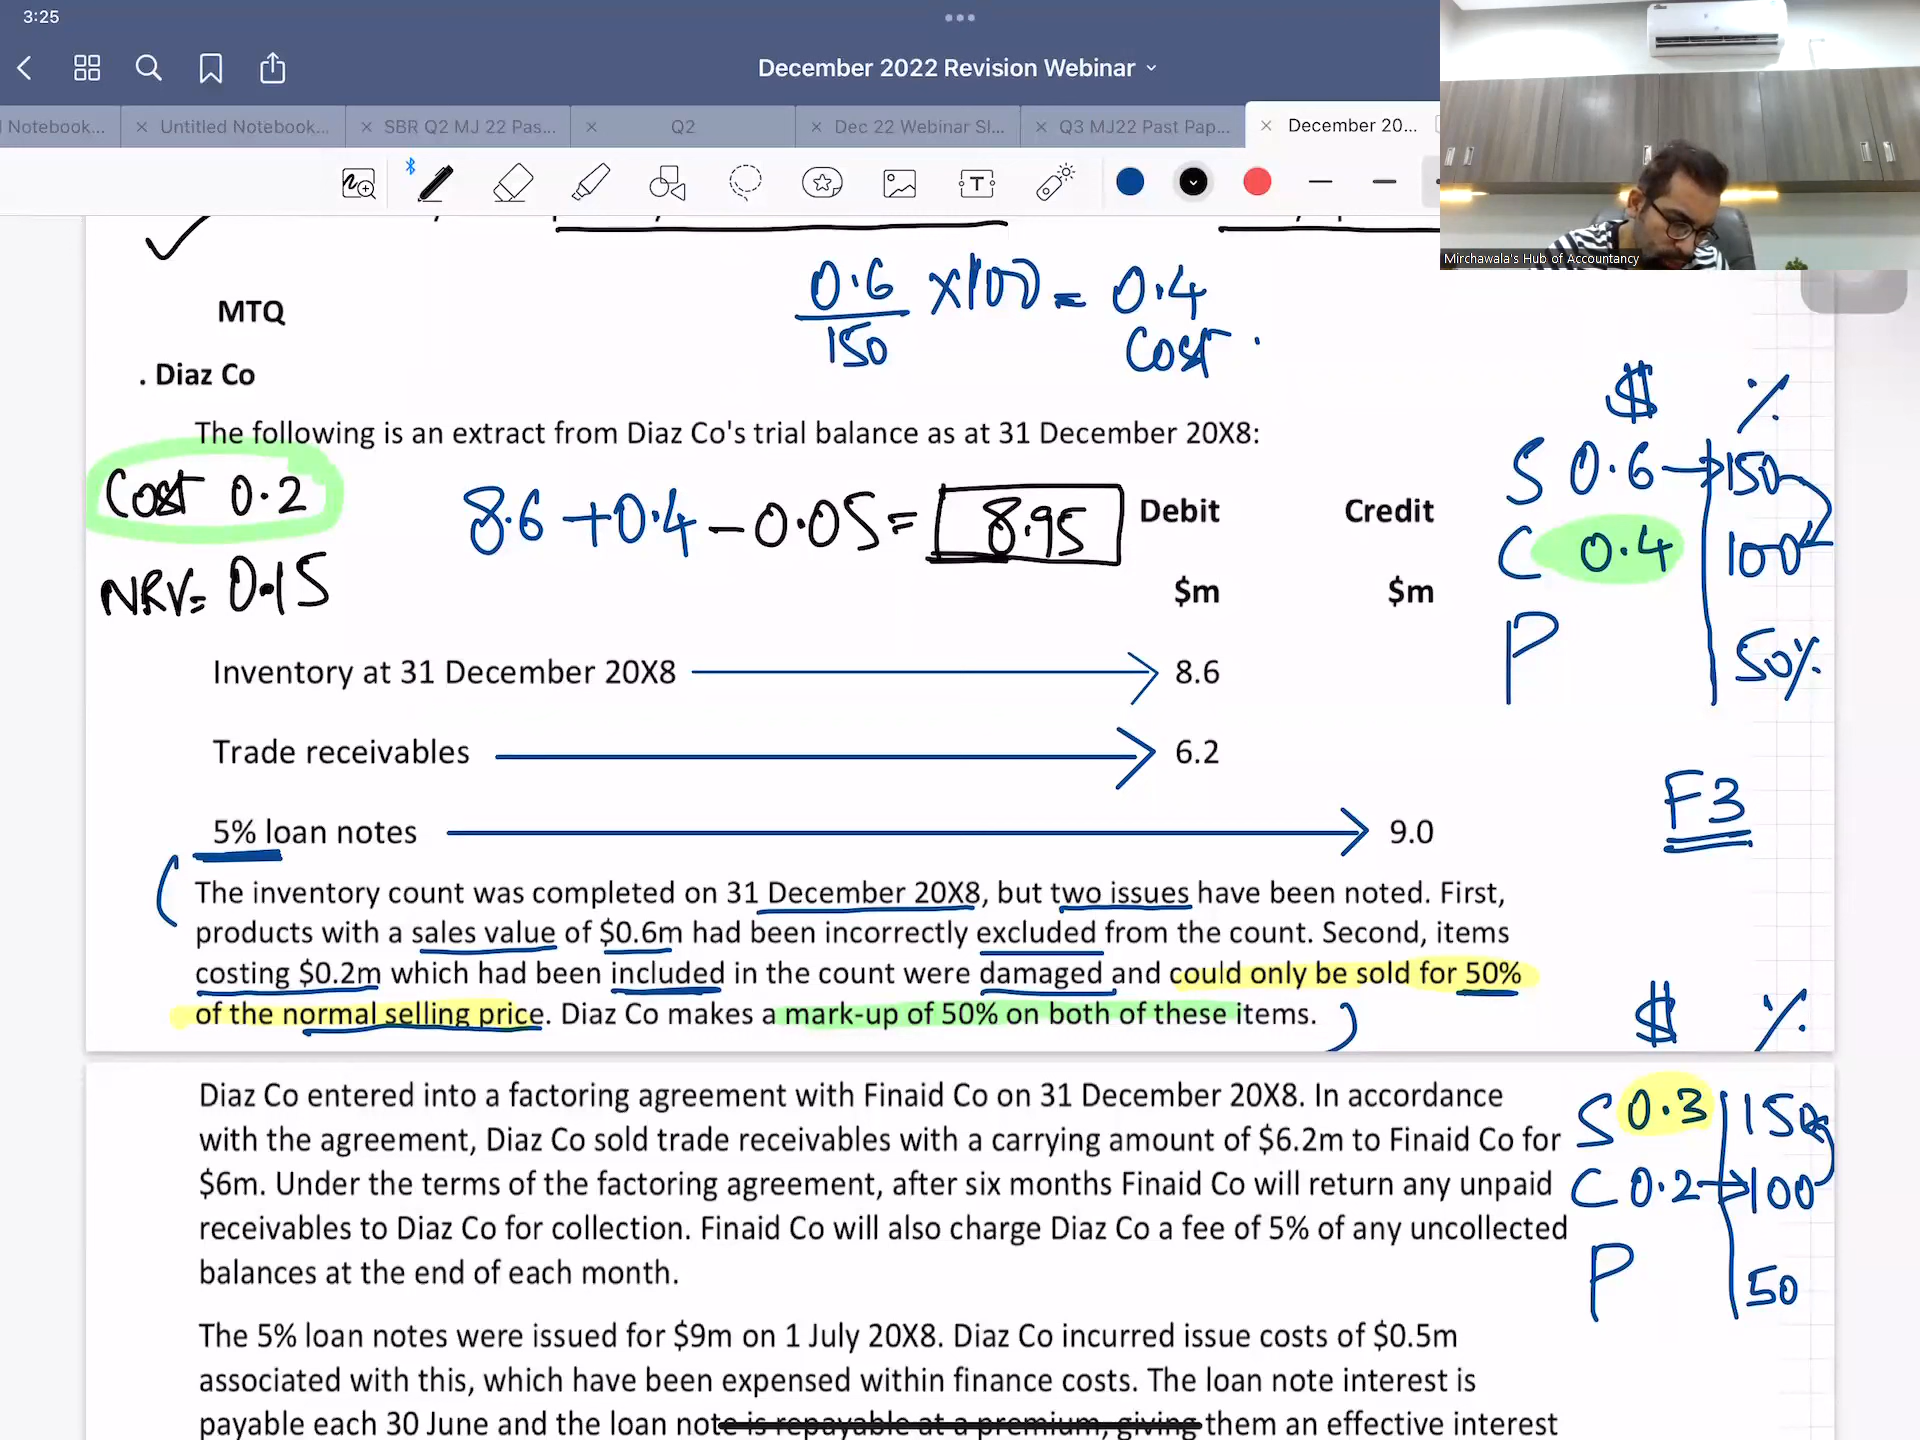 3:25
December 2022 Revision Webinar
Notebook...
Untitled Notebook...
SBR Q2 MJ 22 Pas...
Q2
Dec 22 Webinar Sl...
Q3 MJ22 Past Pap...
December 20...
T
Mirchawala's Hub of Accountancy
0.6 x100 = 0.4
150
Cost
MTQ
. Diaz Co
$ %
The following is an extract from Diaz Co's trial balance as at 31 December 20X8:
S 0.6 150
Cost 0.2
8.6 + 0.4 - 0.05 = 8.95
Debit Credit
C 0.4 100
NRV = 0.15
$m $m
P 50%
Inventory at 31 December 20X8 8.6
Trade receivables 6.2
F3
5% loan notes 9.0
The inventory count was completed on 31 December 20X8, but two issues have been noted. First,
products with a sales value of $0.6m had been incorrectly excluded from the count. Second, items
costing $0.2m which had been included in the count were damaged and could only be sold for 50%
of the normal selling price. Diaz Co makes a mark-up of 50% on both of these items.
$ %
Diaz Co entered into a factoring agreement with Finaid Co on 31 December 20X8. In accordance
S 0.3 150
with the agreement, Diaz Co sold trade receivables with a carrying amount of $6.2m to Finaid Co for
$6m. Under the terms of the factoring agreement, after six months Finaid Co will return any unpaid
C 0.2 100
receivables to Diaz Co for collection. Finaid Co will also charge Diaz Co a fee of 5% of any uncollected
balances at the end of each month.
P 50
The 5% loan notes were issued for $9m on 1 July 20X8. Diaz Co incurred issue costs of $0.5m
associated with this, which have been expensed within finance costs. The loan note interest is
payable each 30 June and the loan note is repayable at a premium, giving them an effective interest